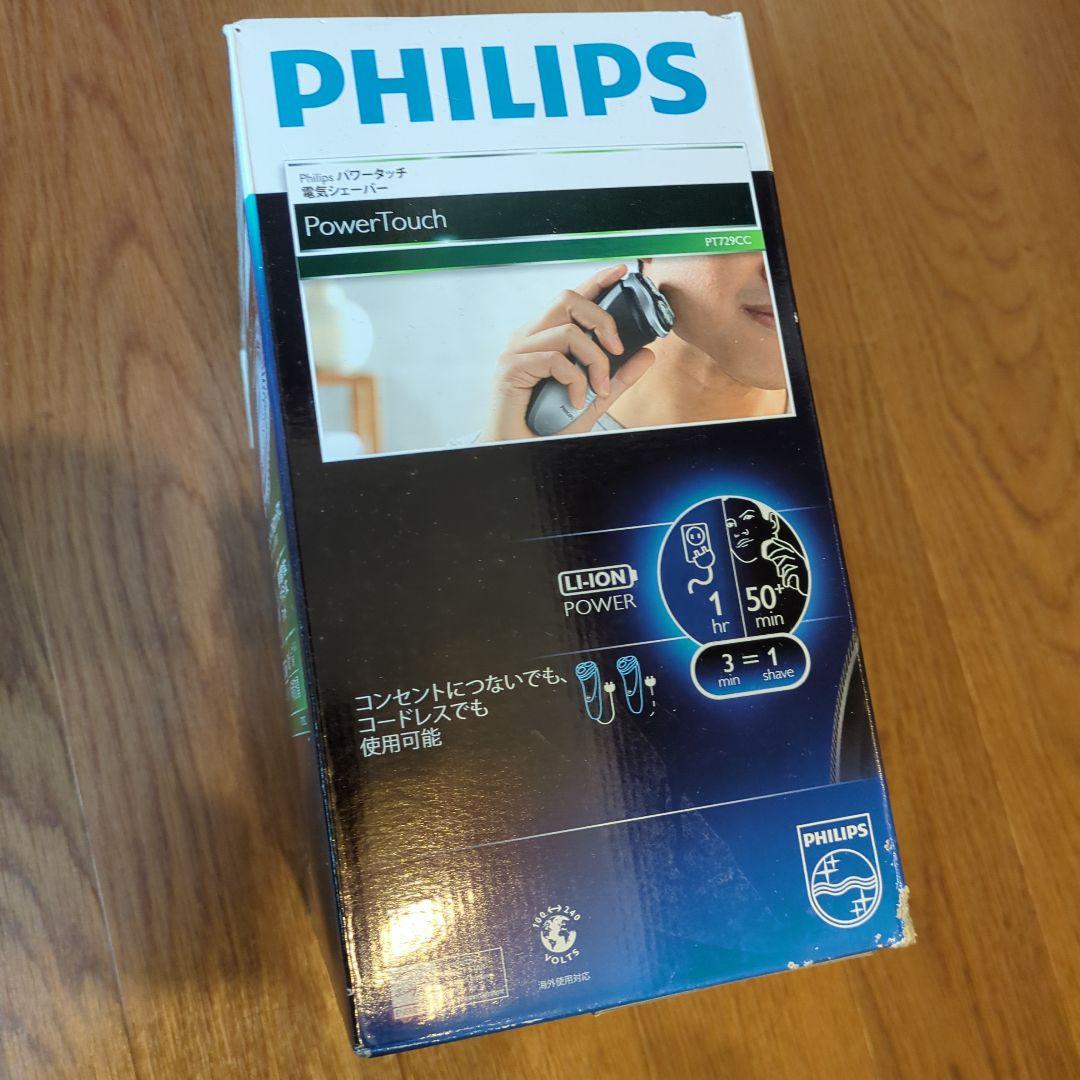 PHILIPS
Philips パワータッチ
電気シェーバー
PowerTouch
PT729CC
PHILIPS
LI-ION
POWER
1
hr
50+
min
3 = 1
min shave
コンセントにつないでも、
コードレスでも
使用可能
PHILIPS
100 ↔ 240
VOLTS
海外使用対応